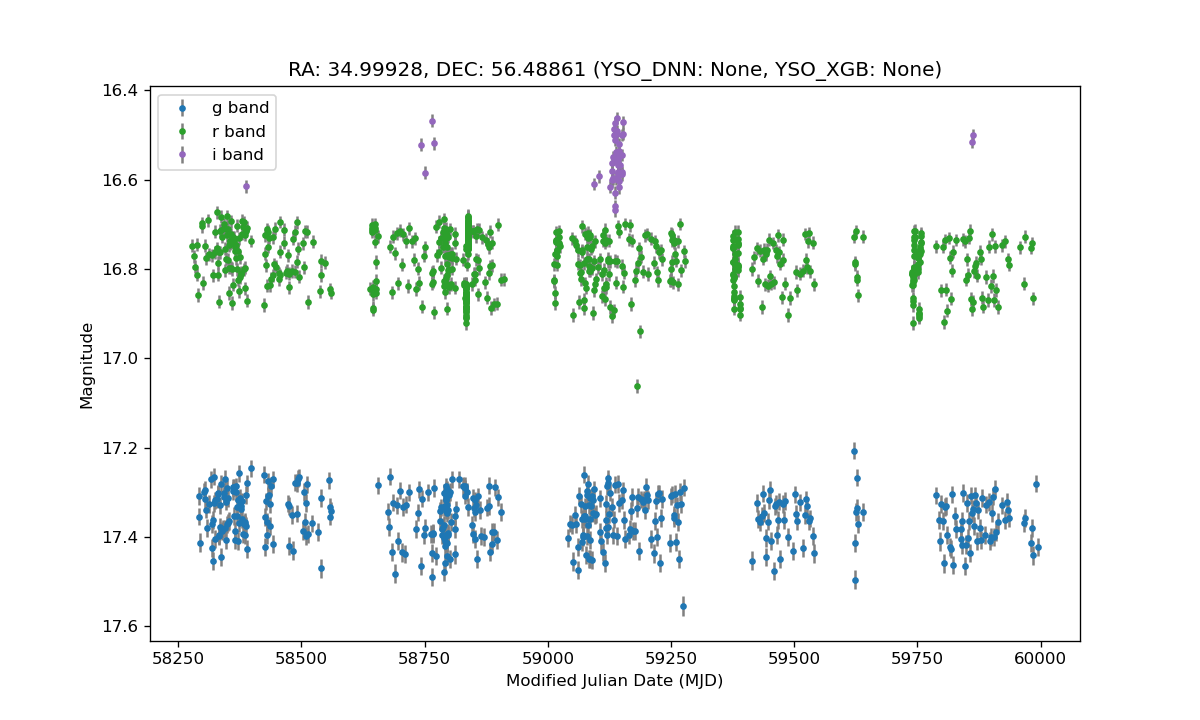 RA: 34.99928, DEC: 56.48861 (YSO_DNN: None, YSO_XGB: None)
g band
r band
i band
16.4
16.6
16.8
17.0
17.2
17.4
17.6
Magnitude
58250
58500
58750
59000
59250
59500
59750
60000
Modified Julian Date (MJD)